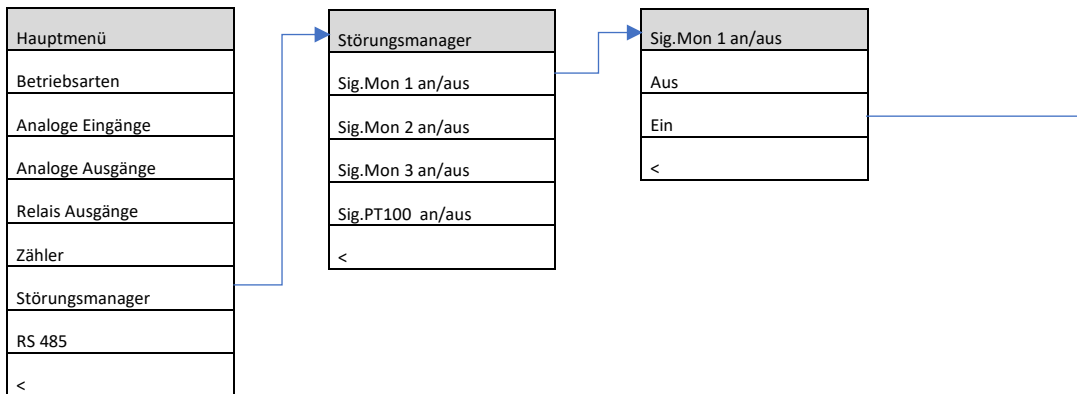 Hauptmenü
Betriebsarten
Analoge Eingänge
Analoge Ausgänge
Relais Ausgänge
Zähler
Störungsmanager
RS 485
<
Störungsmanager
Sig.Mon 1 an/aus
Sig.Mon 2 an/aus
Sig.Mon 3 an/aus
Sig.PT100 an/aus
<
Sig.Mon 1 an/aus
Aus
Ein
<